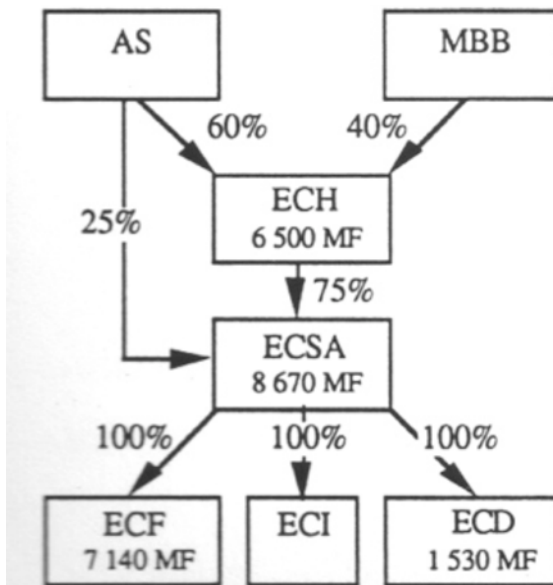 AS
MBB
60%
40%
ECH
6 500 MF
25%
75%
ECSA
8 670 MF
100%
100%
100%
ECF
7 140 MF
ECI
ECD
1 530 MF